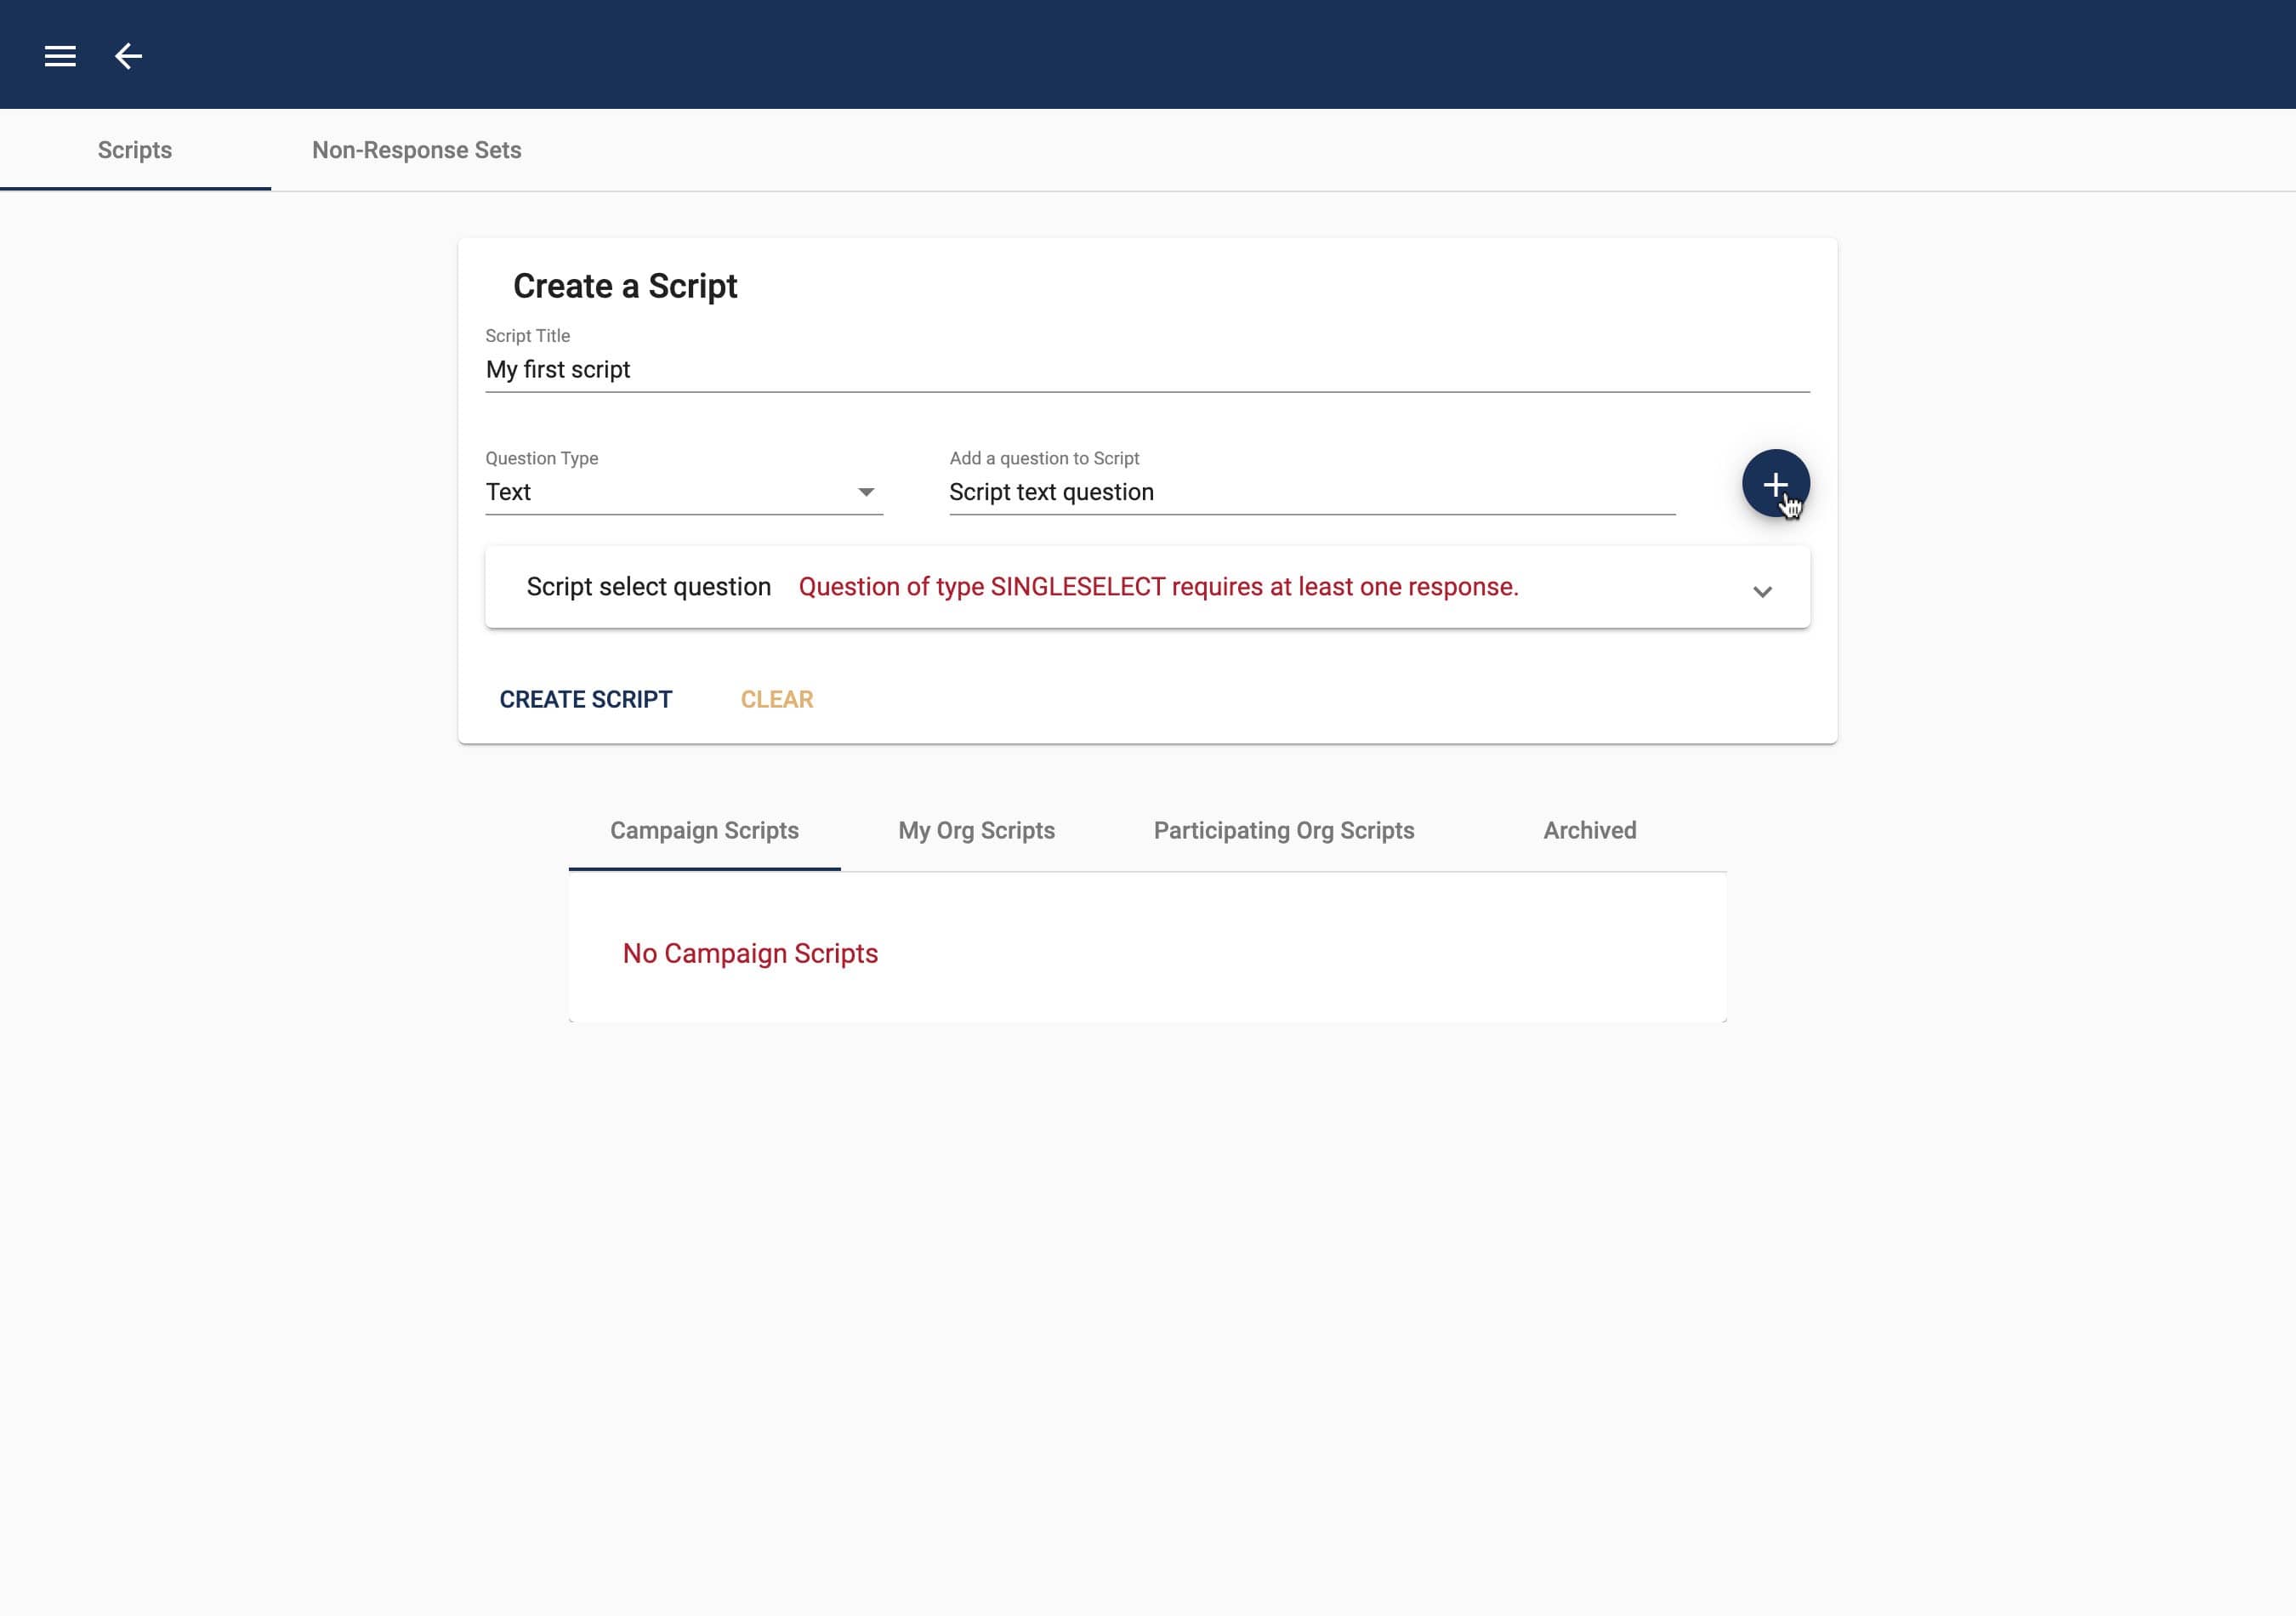 Scripts Non-Response Sets
Create a Script
Script Title
My first script
Question Type Add a question to Script
Text Script text question
Script select question Question of type SINGLESELECT requires at least one response.
CREATE SCRIPT CLEAR
Campaign Scripts My Org Scripts Participating Org Scripts Archived
No Campaign Scripts